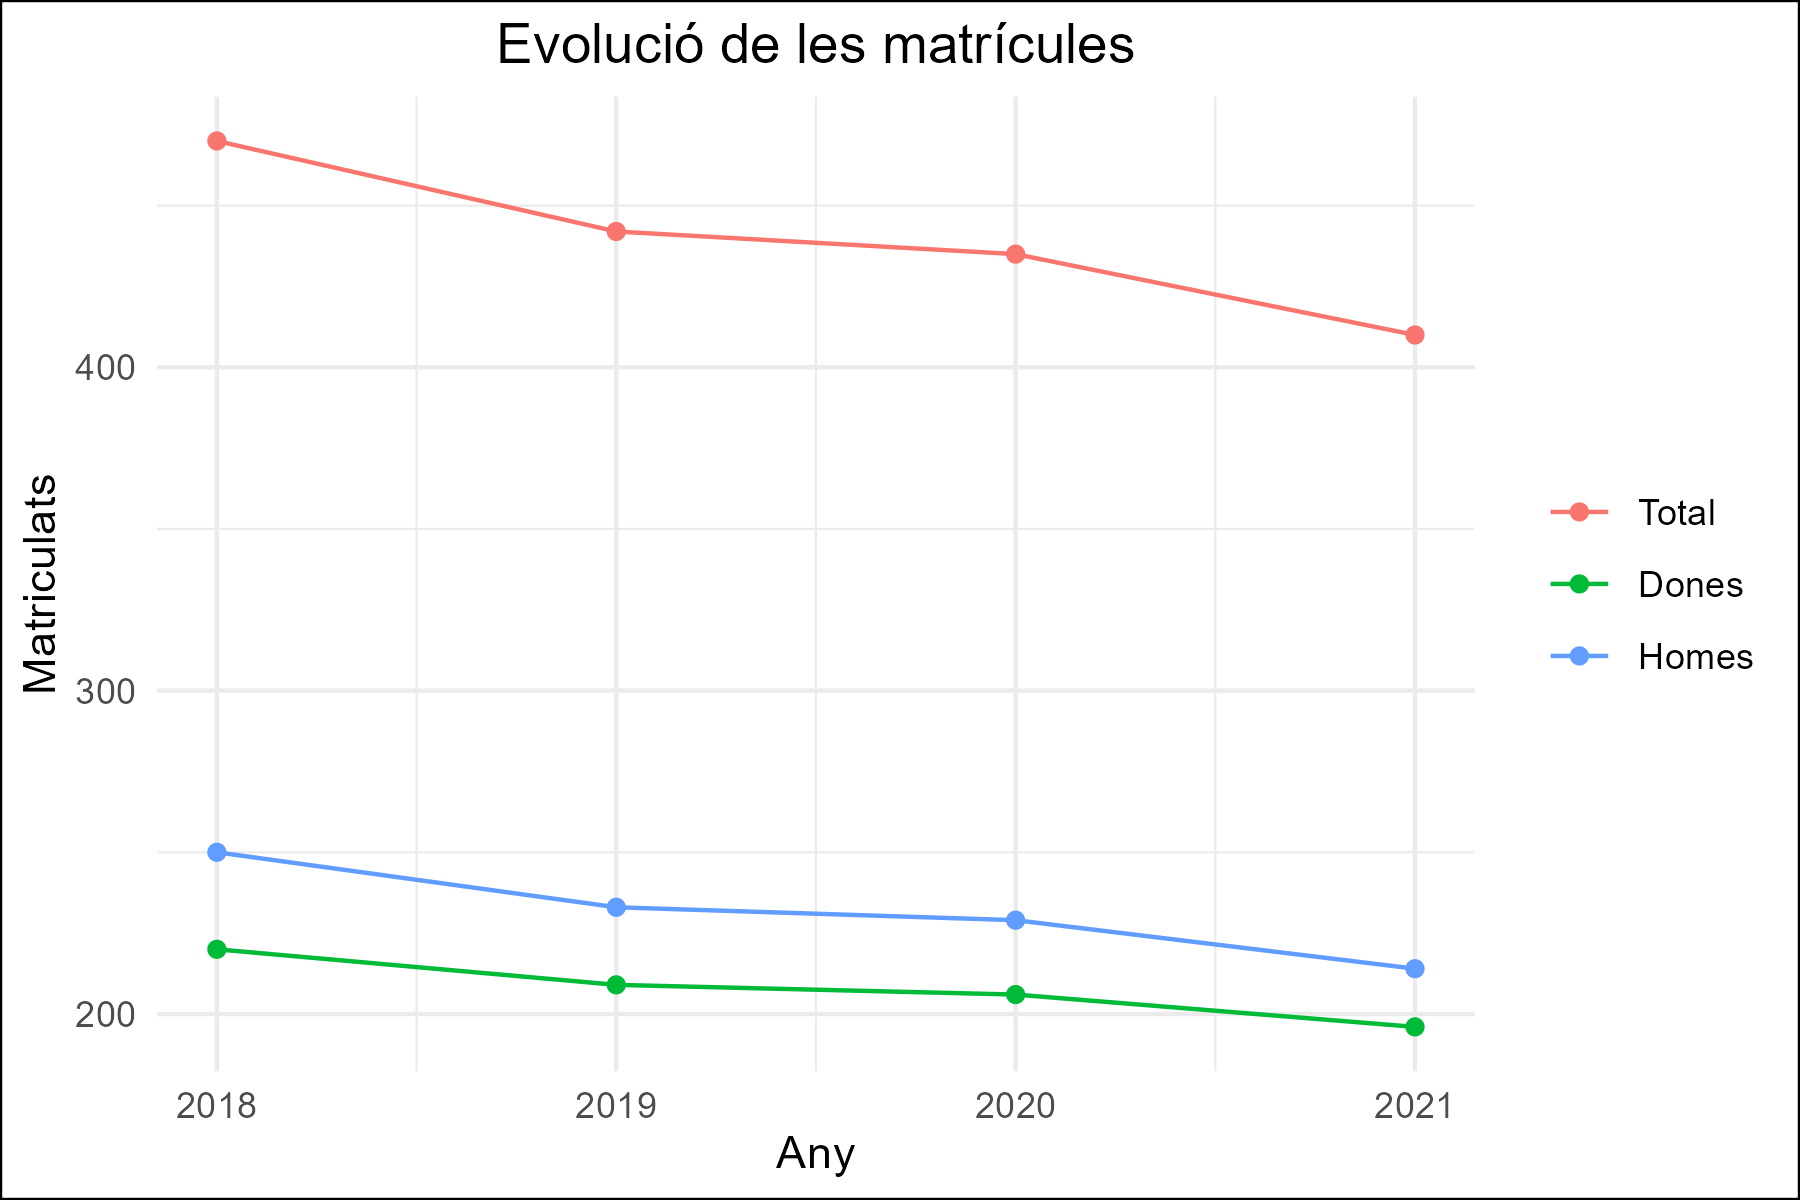 Evolució de les matrícules
Matriculats
400
300
200
2018
2019
2020
2021
Any
Total
Dones
Homes